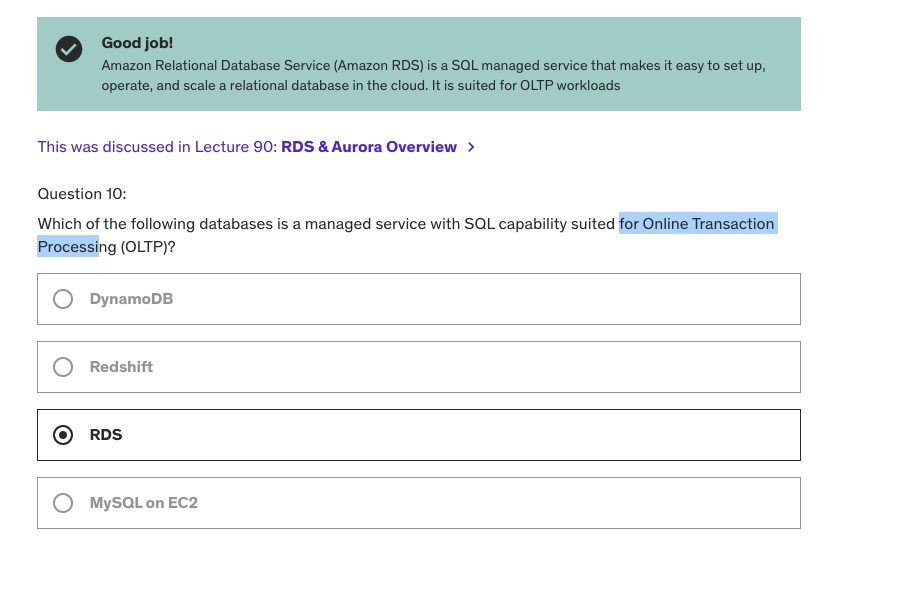 Good job!
Amazon Relational Database Service (Amazon RDS) is a SQL managed service that makes it easy to set up,
operate, and scale a relational database in the cloud. It is suited for OLTP workloads
This was discussed in Lecture 90: RDS & Aurora Overview
Question 10:
Which of the following databases is a managed service with SQL capability suited for Online Transaction
Processing (OLTP)?
DynamoDB
Redshift
RDS
MySQL on EC2